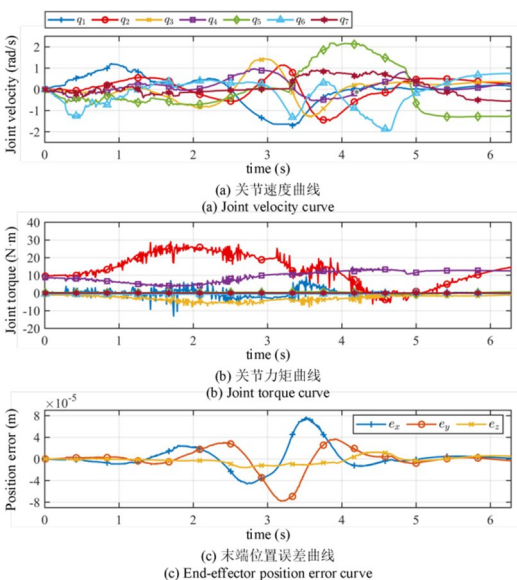 q₁ q₂ q₃ q₄ q₅ q₆ q₇
Joint velocity (rad/s)
2
1
0
-1
-2
0 1 2 3 4 5 6
time (s)
(a) 关节速度曲线
(a) Joint velocity curve
Joint torque (N·m)
40
30
20
10
0
-10
-20
0 1 2 3 4 5 6
time (s)
(b) 关节力矩曲线
(b) Joint torque curve
×10⁻⁵
eₓ e_y e_z
Position error (m)
8
4
0
-4
-8
0 1 2 3 4 5 6
time (s)
(c) 末端位置误差曲线
(c) End-effector position error curve